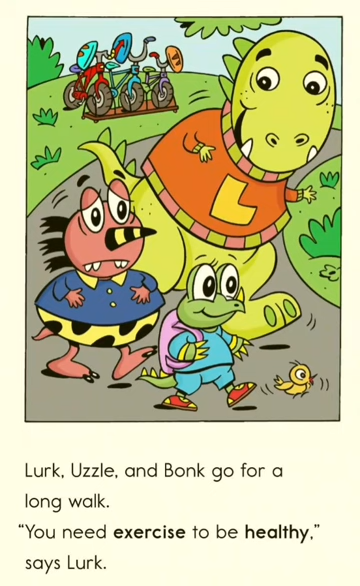 L
Lurk, Uzzle, and Bonk go for a
long walk.
“You need exercise to be healthy,”
says Lurk.